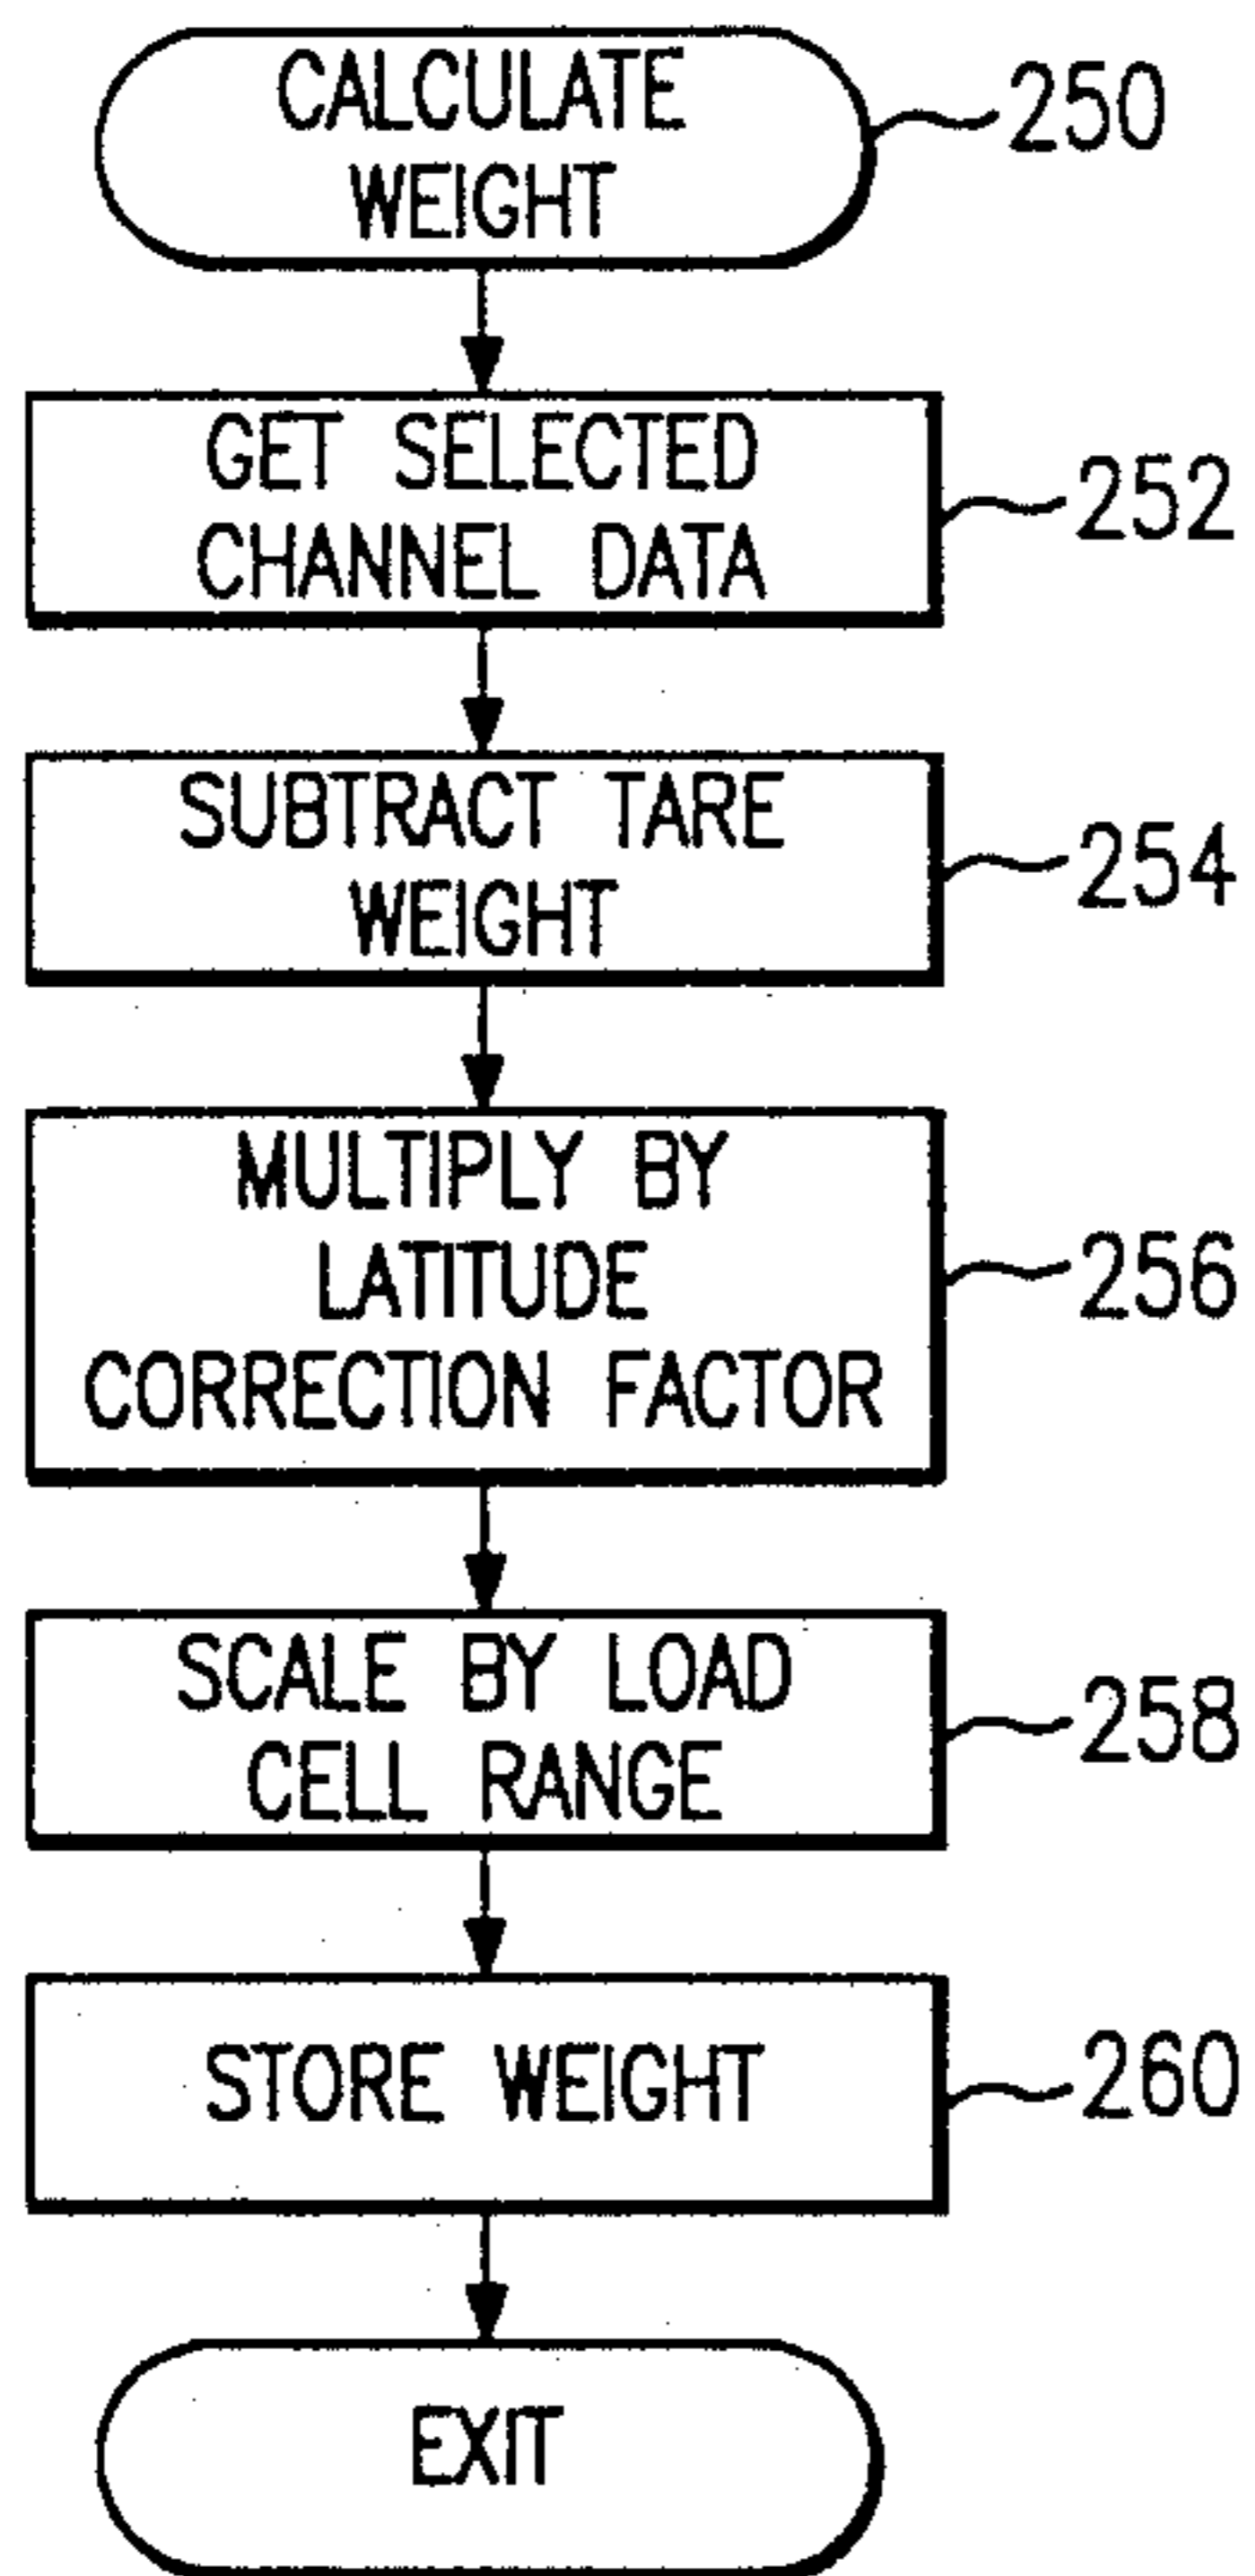 CALCULATE
WEIGHT
250
GET SELECTED
CHANNEL DATA
252
SUBTRACT TARE
WEIGHT
254
MULTIPLY BY
LATITUDE
CORRECTION FACTOR
256
SCALE BY LOAD
CELL RANGE
258
STORE WEIGHT
260
EXIT